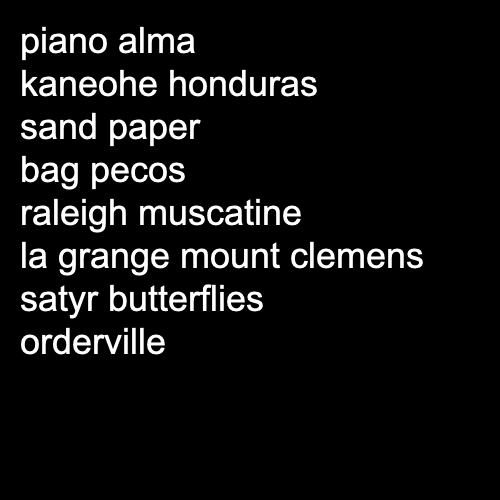 piano alma
kaneohe honduras
sand paper
bag pecos
raleigh muscatine
la grange mount clemens
satyr butterflies
orderville